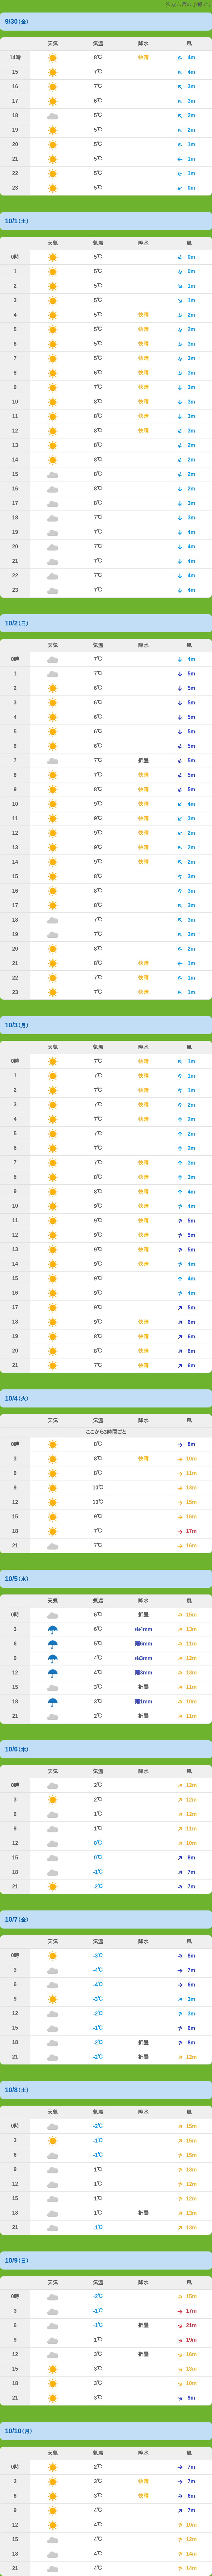 9/30（金）
天気 気温 降水 風
14時 8℃ 快晴 4m
15 7℃ 4m
16 7℃ 3m
17 6℃ 3m
18 5℃ 2m
19 5℃ 2m
20 5℃ 1m
21 5℃ 1m
22 5℃ 1m
23 5℃ 0m
10/1（土）
天気 気温 降水 風
0時 5℃ 0m
1 5℃ 0m
2 5℃ 1m
3 5℃ 1m
4 5℃ 快晴 2m
5 5℃ 快晴 2m
6 5℃ 快晴 3m
7 5℃ 快晴 3m
8 6℃ 快晴 3m
9 7℃ 快晴 3m
10 8℃ 快晴 3m
11 8℃ 快晴 3m
12 8℃ 快晴 3m
13 8℃ 2m
14 8℃ 2m
15 8℃ 2m
16 8℃ 2m
17 8℃ 3m
18 7℃ 3m
19 7℃ 4m
20 7℃ 4m
21 7℃ 4m
22 7℃ 4m
23 7℃ 4m
10/2（日）
天気 気温 降水 風
0時 7℃ 4m
1 7℃ 5m
2 6℃ 5m
3 6℃ 5m
4 6℃ 5m
5 6℃ 5m
6 6℃ 5m
7 7℃ 折曇 5m
8 7℃ 快晴 5m
9 8℃ 快晴 5m
10 9℃ 快晴 4m
11 9℃ 快晴 3m
12 9℃ 快晴 2m
13 9℃ 快晴 2m
14 9℃ 快晴 2m
15 8℃ 3m
16 8℃ 3m
17 8℃ 3m
18 7℃ 3m
19 7℃ 3m
20 8℃ 2m
21 8℃ 快晴 1m
22 7℃ 快晴 1m
23 7℃ 快晴 1m
10/3（月）
天気 気温 降水 風
0時 7℃ 快晴 1m
1 7℃ 快晴 1m
2 7℃ 快晴 1m
3 7℃ 快晴 2m
4 7℃ 快晴 2m
5 7℃ 2m
6 7℃ 2m
7 7℃ 快晴 3m
8 8℃ 快晴 3m
9 8℃ 快晴 4m
10 9℃ 快晴 4m
11 9℃ 快晴 5m
12 9℃ 快晴 5m
13 9℃ 快晴 5m
14 9℃ 快晴 4m
15 9℃ 4m
16 9℃ 4m
17 9℃ 5m
18 9℃ 快晴 6m
19 8℃ 快晴 6m
20 8℃ 快晴 6m
21 7℃ 快晴 6m
10/4（火）
天気 気温 降水 風
ここから3時間ごと
0時 8℃ 8m
3 8℃ 快晴 10m
6 8℃ 11m
9 10℃ 13m
12 10℃ 15m
15 9℃ 16m
18 7℃ 17m
21 7℃ 16m
10/5（水）
天気 気温 降水 風
0時 6℃ 折曇 15m
3 6℃ 雨4mm 13m
6 5℃ 雨6mm 11m
9 4℃ 雨3mm 12m
12 4℃ 雨3mm 13m
15 3℃ 折曇 11m
18 3℃ 雨1mm 10m
21 2℃ 折曇 11m
10/6（木）
天気 気温 降水 風
0時 2℃ 12m
3 2℃ 12m
6 1℃ 12m
9 1℃ 11m
12 0℃ 10m
15 0℃ 8m
18 -1℃ 7m
21 -2℃ 7m
10/7（金）
天気 気温 降水 風
0時 -3℃ 8m
3 -4℃ 7m
6 -4℃ 6m
9 -3℃ 3m
12 -2℃ 3m
15 -1℃ 6m
18 -2℃ 折曇 8m
21 -2℃ 折曇 12m
10/8（土）
天気 気温 降水 風
0時 -2℃ 15m
3 -1℃ 15m
6 -1℃ 15m
9 1℃ 13m
12 1℃ 12m
15 1℃ 12m
18 1℃ 折曇 13m
21 -1℃ 13m
10/9（日）
天気 気温 降水 風
0時 -2℃ 15m
3 -1℃ 17m
6 -1℃ 折曇 21m
9 1℃ 19m
12 3℃ 折曇 16m
15 3℃ 13m
18 3℃ 10m
21 3℃ 9m
10/10（月）
天気 気温 降水 風
0時 2℃ 7m
3 3℃ 快晴 7m
6 3℃ 快晴 6m
9 4℃ 7m
12 4℃ 10m
15 4℃ 12m
18 4℃ 14m
21 4℃ 14m